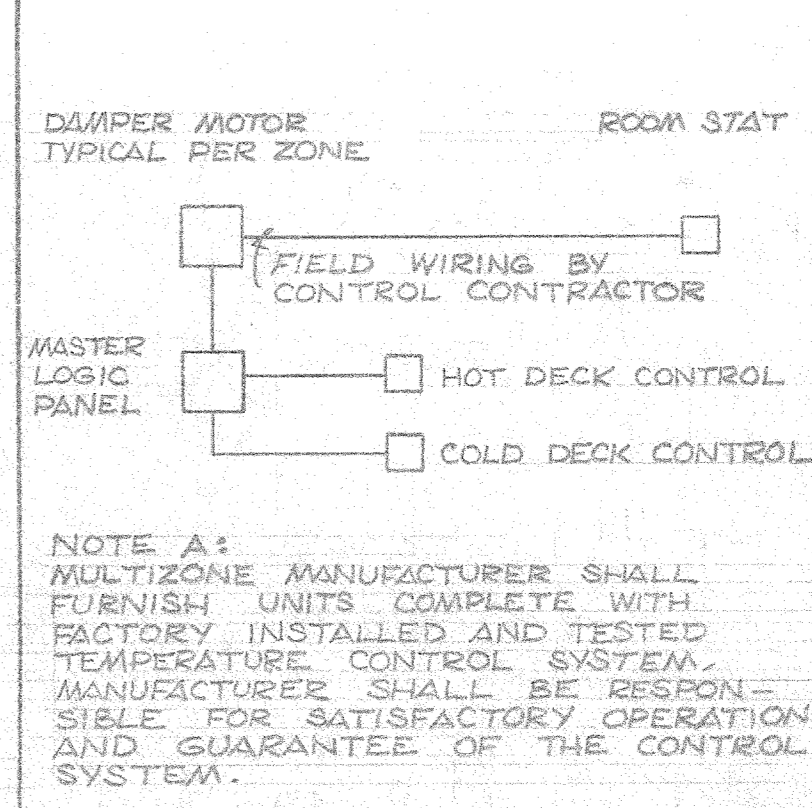 DAMPER MOTOR
TYPICAL PER ZONE
ROOM STAT
FIELD WIRING BY
CONTROL CONTRACTOR
MASTER
LOGIC
PANEL
HOT DECK CONTROL
COLD DECK CONTROL
NOTE A:
MULTIZONE MANUFACTURER SHALL
FURNISH UNITS COMPLETE WITH
FACTORY INSTALLED AND TESTED
TEMPERATURE CONTROL SYSTEM.
MANUFACTURER SHALL BE RESPON-
SIBLE FOR SATISFACTORY OPERATION
AND GUARANTEE OF THE CONTROL
SYSTEM.